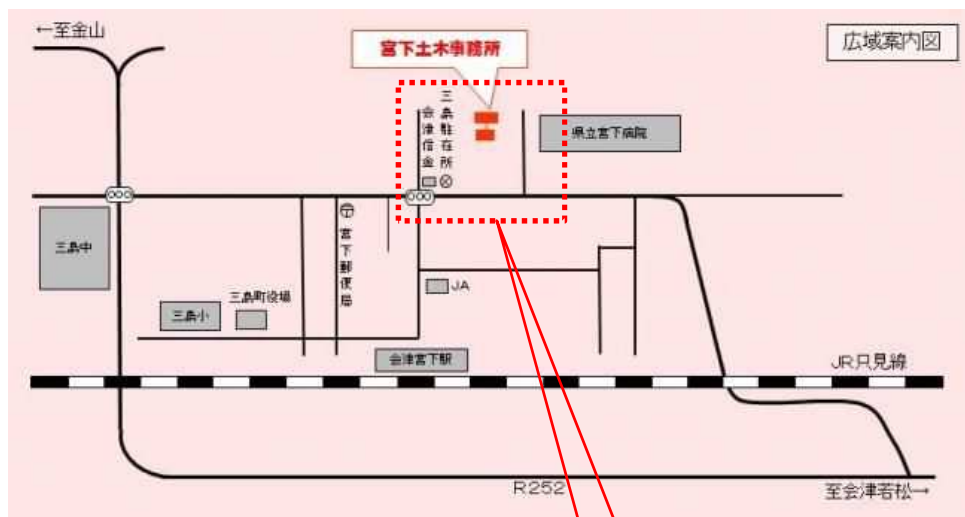 ←至金山
宮下土木事務所
広域案内図
三島駐在所
会津信金
県立宮下病院
三島中
宮下郵便局
三島町役場
三島小
JA
会津宮下駅
JR只見線
R252
至会津若松→